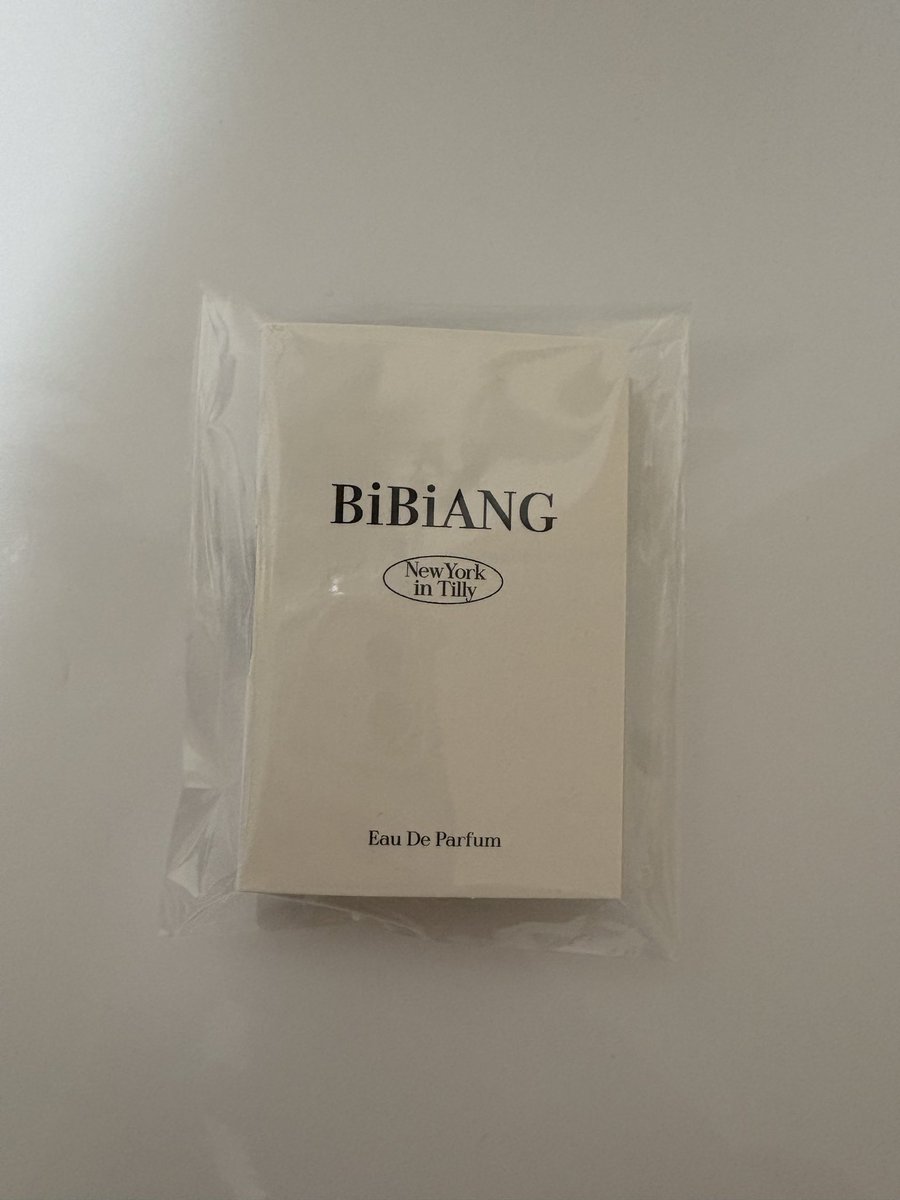 BiBiANG
New York
in Tilly
Eau De Parfum